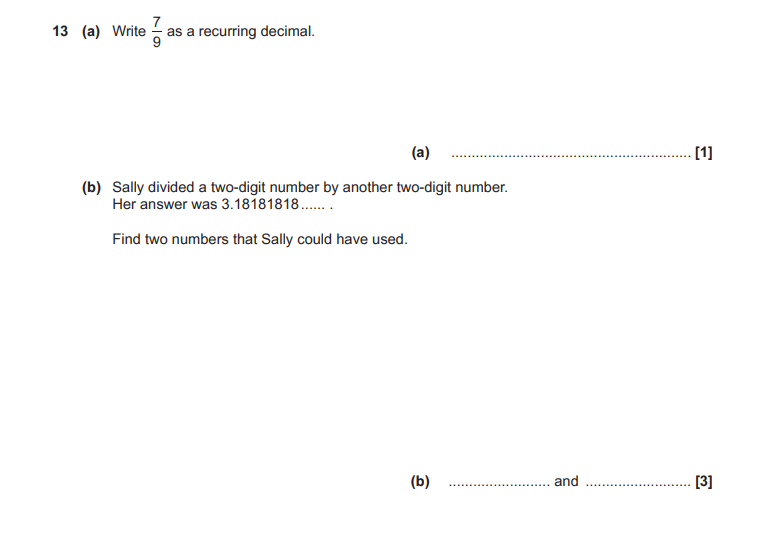 13 (a) Write 7/9 as a recurring decimal.
(a) ............................................................ [1]
(b) Sally divided a two-digit number by another two-digit number.
Her answer was 3.18181818...... .
Find two numbers that Sally could have used.
(b) ......................... and .......................... [3]